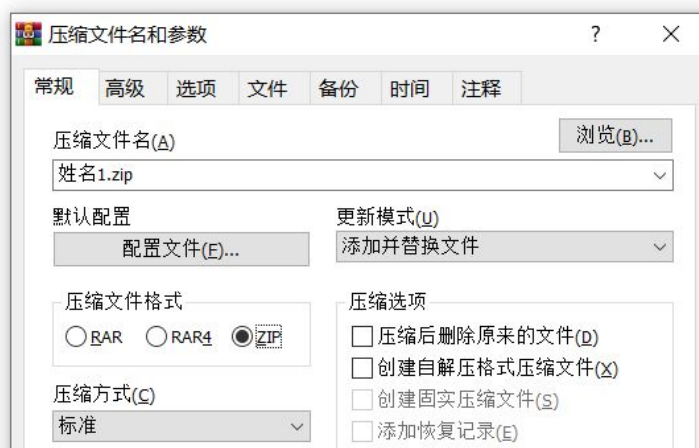 压缩文件名和参数 ?
常规 高级 选项 文件 备份 时间 注释
压缩文件名(A) 浏览(B)...
姓名1.zip
默认配置 更新模式(U)
配置文件(F)... 添加并替换文件
压缩文件格式 压缩选项
RAR RAR4 ZIP 压缩后删除原来的文件(D)
创建自解压格式压缩文件(X)
压缩方式(C) 创建固实压缩文件(S)
标准 添加恢复记录(E)